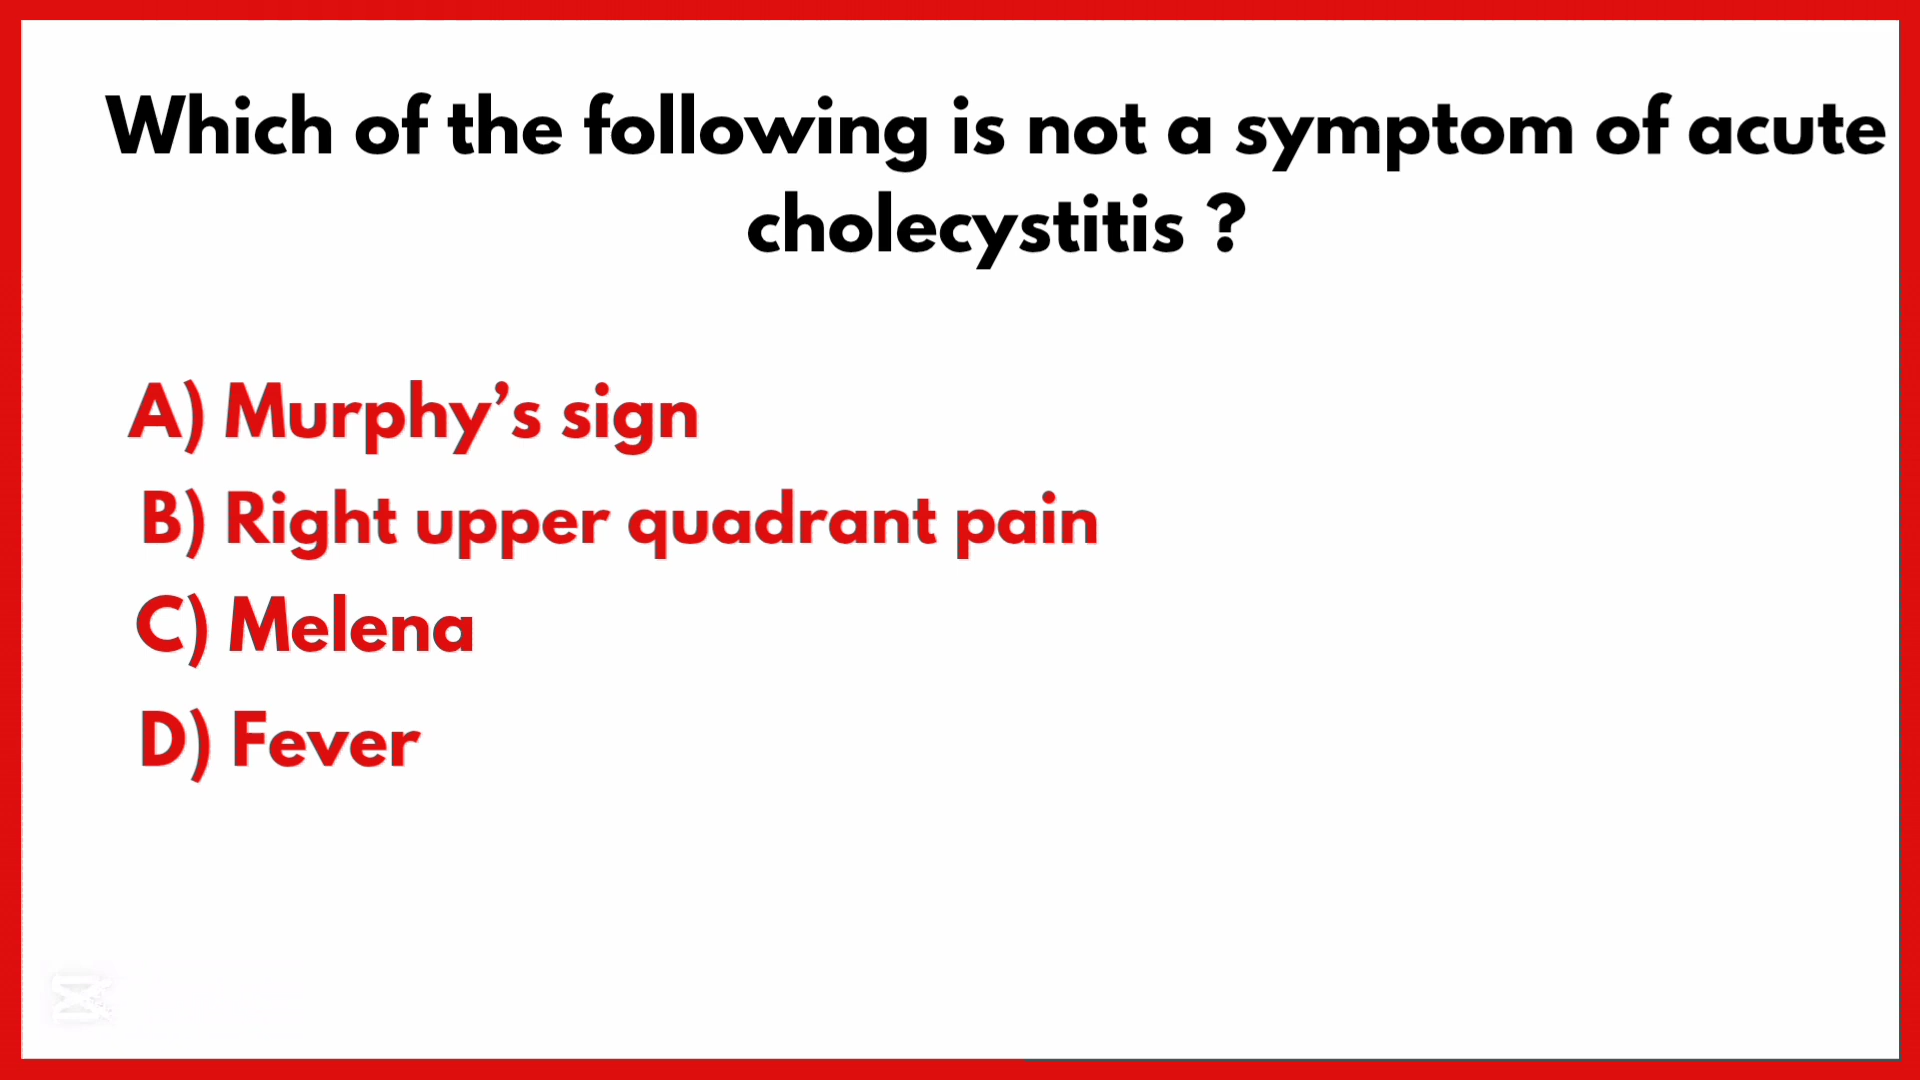 Which of the following is not a symptom of acute
cholecystitis ?
A) Murphy’s sign
B) Right upper quadrant pain
C) Melena
D) Fever